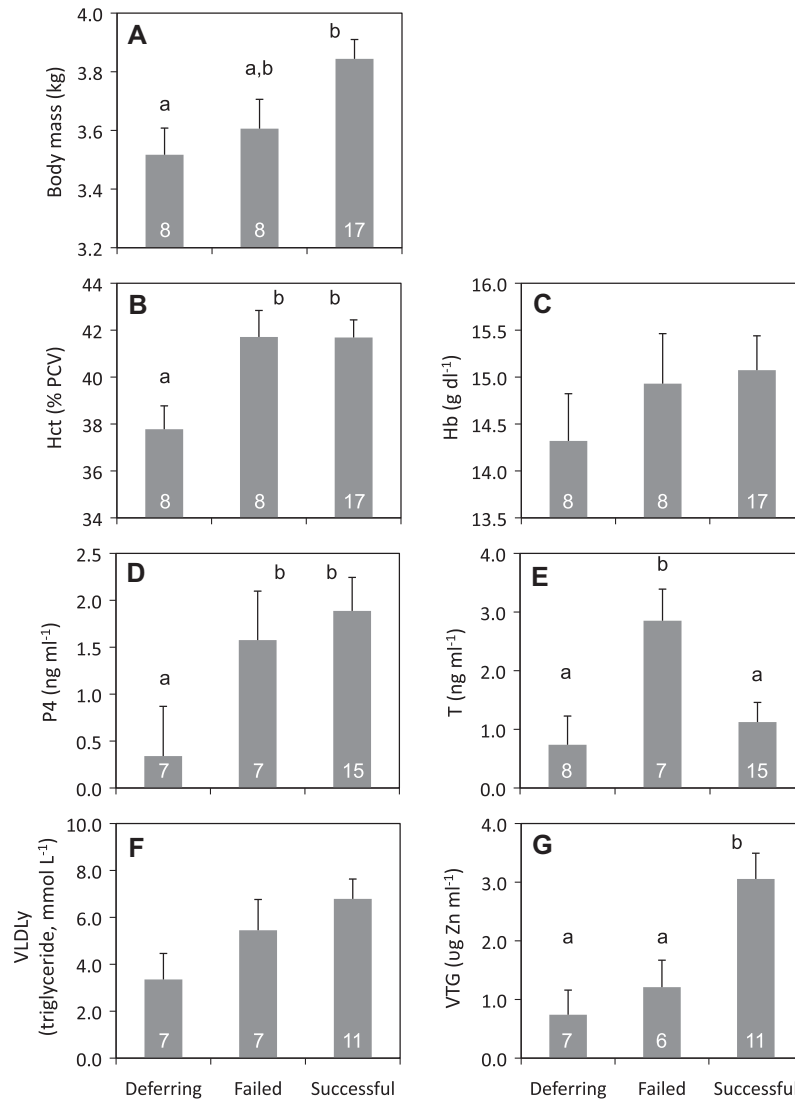 A
Body mass (kg)
4.0
3.8
3.6
3.4
3.2
a
a,b
b
8
8
17
B
Hct (% PCV)
44
42
40
38
36
34
a
b
b
8
8
17
C
Hb (g dl-1)
16.0
15.5
15.0
14.5
14.0
13.5
8
8
17
D
P4 (ng ml-1)
2.5
2.0
1.5
1.0
0.5
0.0
a
b
b
7
7
15
E
T (ng ml-1)
4.0
3.0
2.0
1.0
0.0
a
b
a
8
7
15
F
VLDLy
(triglyceride, mmol L-1)
10.0
8.0
6.0
4.0
2.0
0.0
7
7
11
Deferring Failed Successful
G
VTG (ug Zn ml-1)
4.0
3.0
2.0
1.0
0.0
a
a
b
7
6
11
Deferring Failed Successful